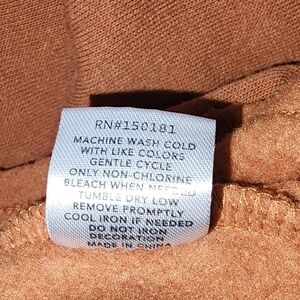 RN#150181
MACHINE WASH COLD
WITH LIKE COLORS
GENTLE CYCLE
ONLY NON-CHLORINE
BLEACH WHEN NEEDED
TUMBLE DRY LOW
REMOVE PROMPTLY
COOL IRON IF NEEDED
DO NOT IRON
DECORATION
MADE IN CHINA